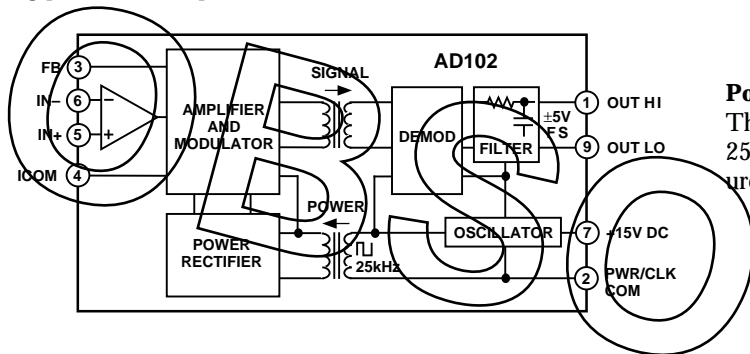 AD102
FB 3
IN– 6
IN+ 5
ICOM 4
–
+
AMPLIFIER
AND
MODULATOR
SIGNAL
DEMOD
±5V
FS
FILTER
1 OUT HI
9 OUT LO
POWER
RECTIFIER
POWER
25kHz
OSCILLATOR
7 +15V DC
2 PWR/CLK
COM
Po
Th
25
ure
OBSO